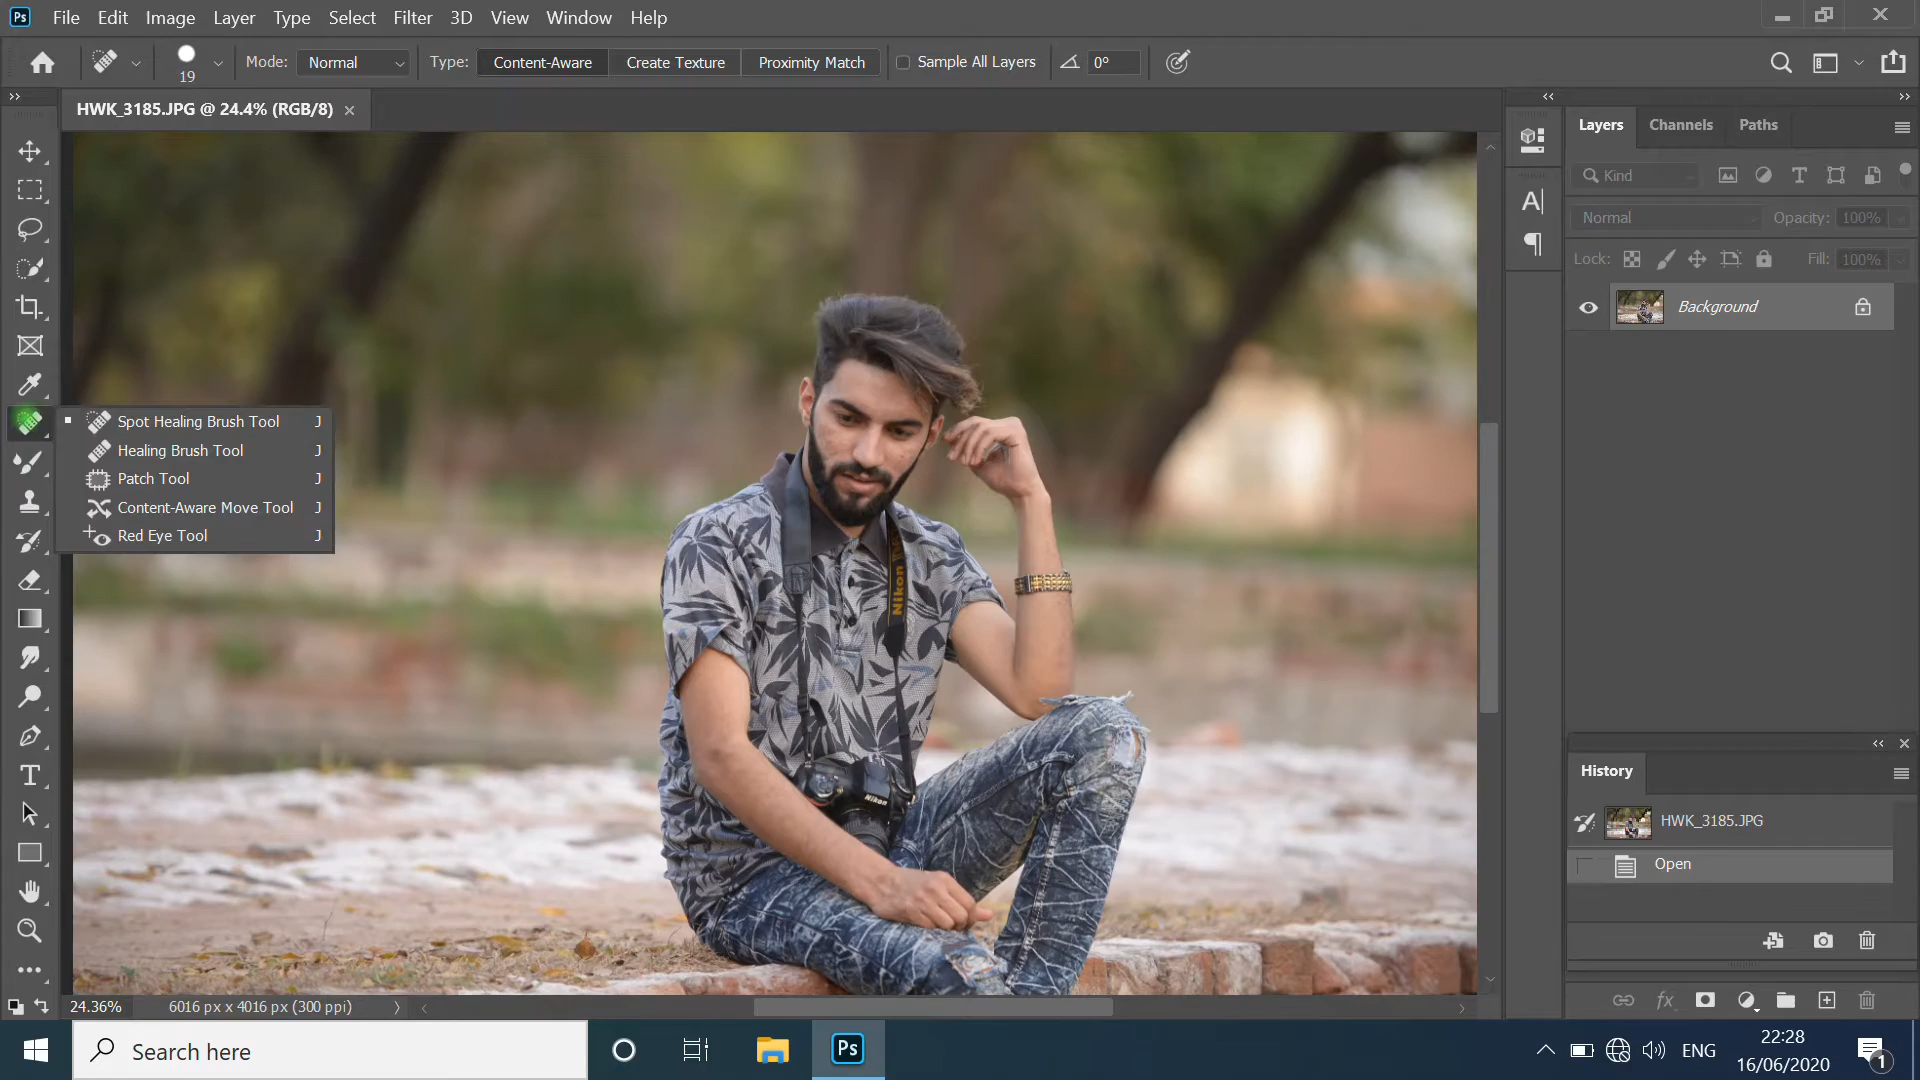 Ps File Edit Image Layer Type Select Filter 3D View Window Help
19 Mode: Normal Type: Content-Aware Create Texture Proximity Match Sample All Layers 0°
HWK_3185.JPG @ 24.4% (RGB/8)
Layers Channels Paths
Kind
Normal Opacity: 100%
Lock: Fill: 100%
Background
Spot Healing Brush Tool J
Healing Brush Tool J
Patch Tool J
Content-Aware Move Tool J
Red Eye Tool J
Nikon
Nikon
History
HWK_3185.JPG
Open
24.36% 6016 px x 4016 px (300 ppi)
Search here
Ps
ENG
22:28
16/06/2020
1